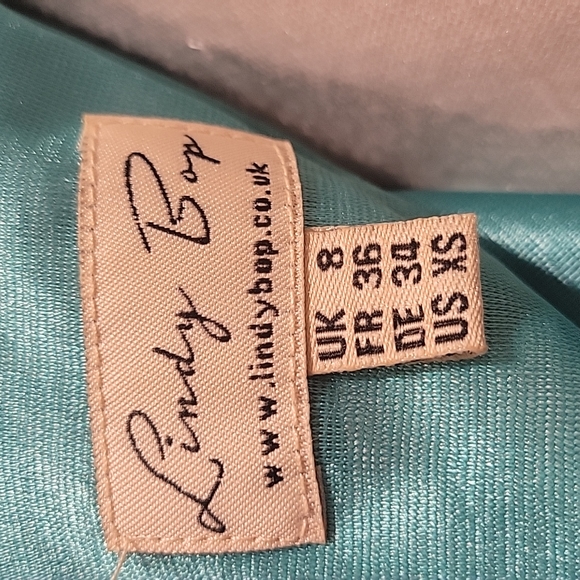 Lindy Bop
www.lindybop.co.uk
UK 8
FR 36
DE 34
US XS